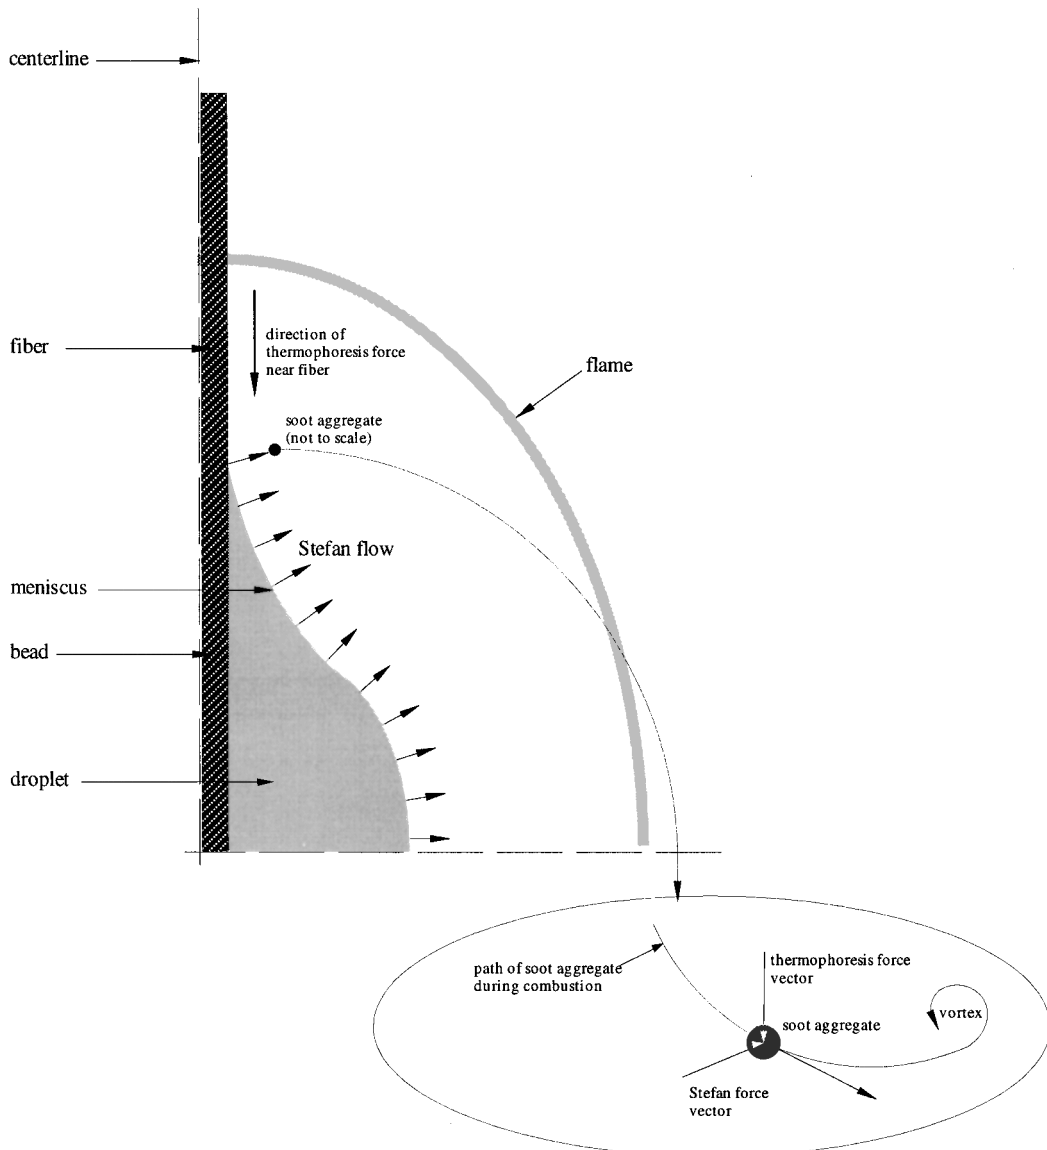 centerline
fiber
direction of
thermophoresis force
near fiber
flame
soot aggregate
(not to scale)
Stefan flow
meniscus
bead
droplet
path of soot aggregate
during combustion
thermophoresis force
vector
soot aggregate
vortex
Stefan force
vector